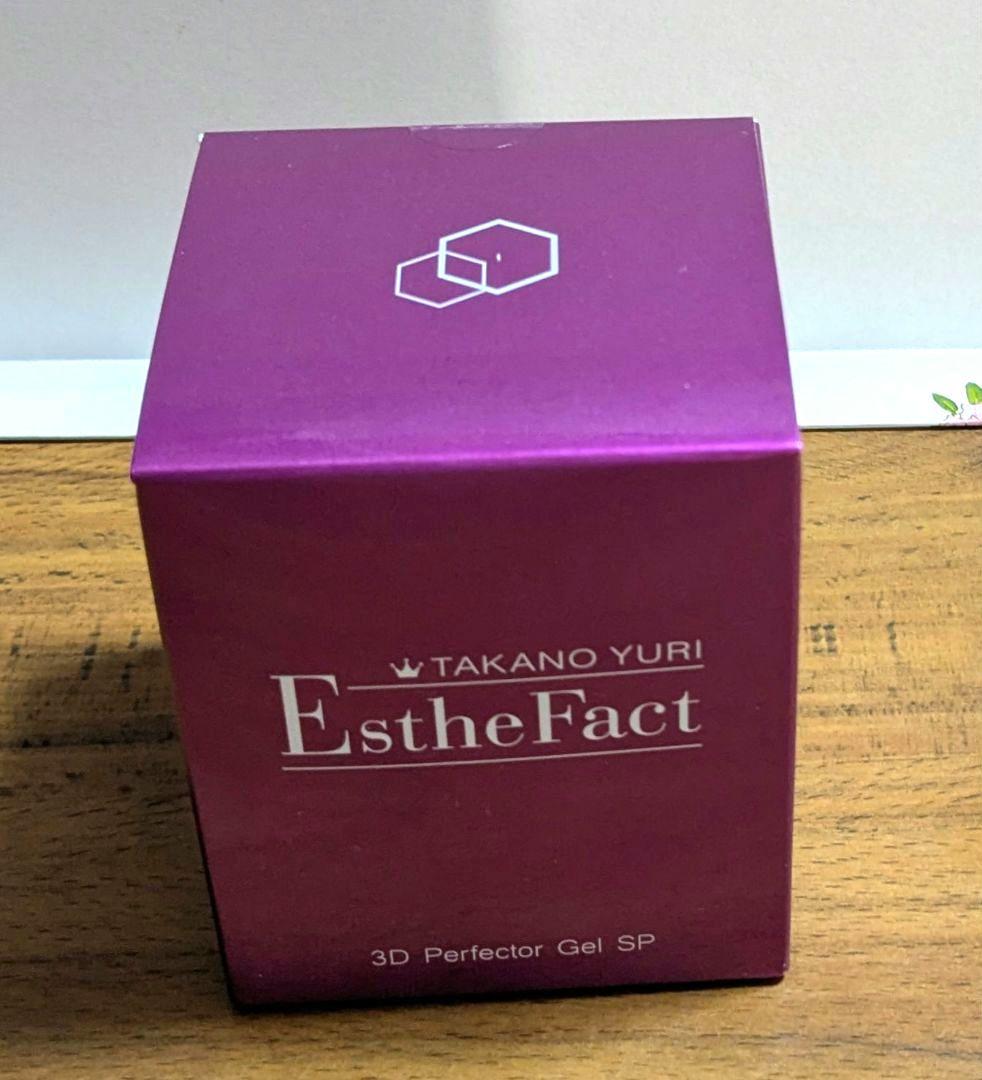 TAKANO YURI
EstheFact
3D Perfector Gel SP